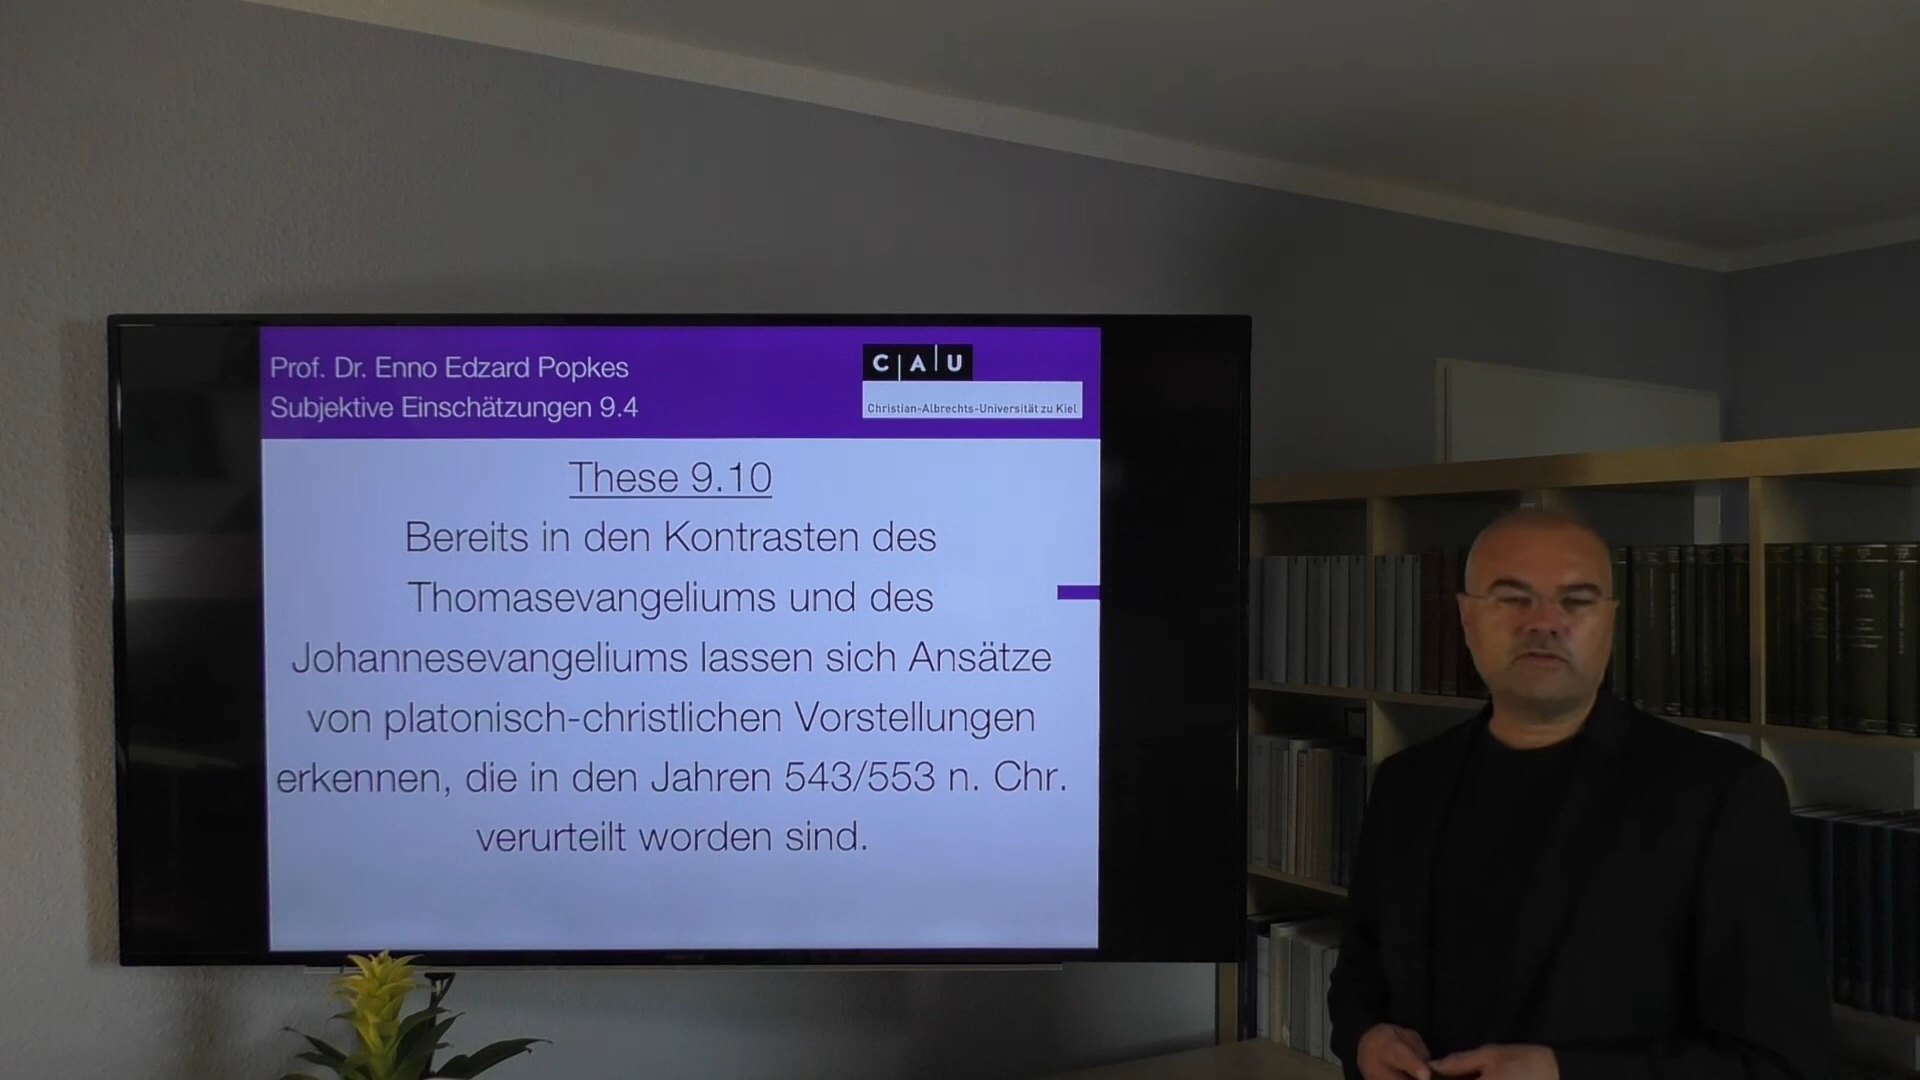 Prof. Dr. Enno Edzard Popkes
Subjektive Einschätzungen 9.4
CAU
Christian-Albrechts-Universität zu Kiel
These 9.10
Bereits in den Kontrasten des
Thomasevangeliums und des
Johannesevangeliums lassen sich Ansätze
von platonisch-christlichen Vorstellungen
erkennen, die in den Jahren 543/553 n. Chr.
verurteilt worden sind.